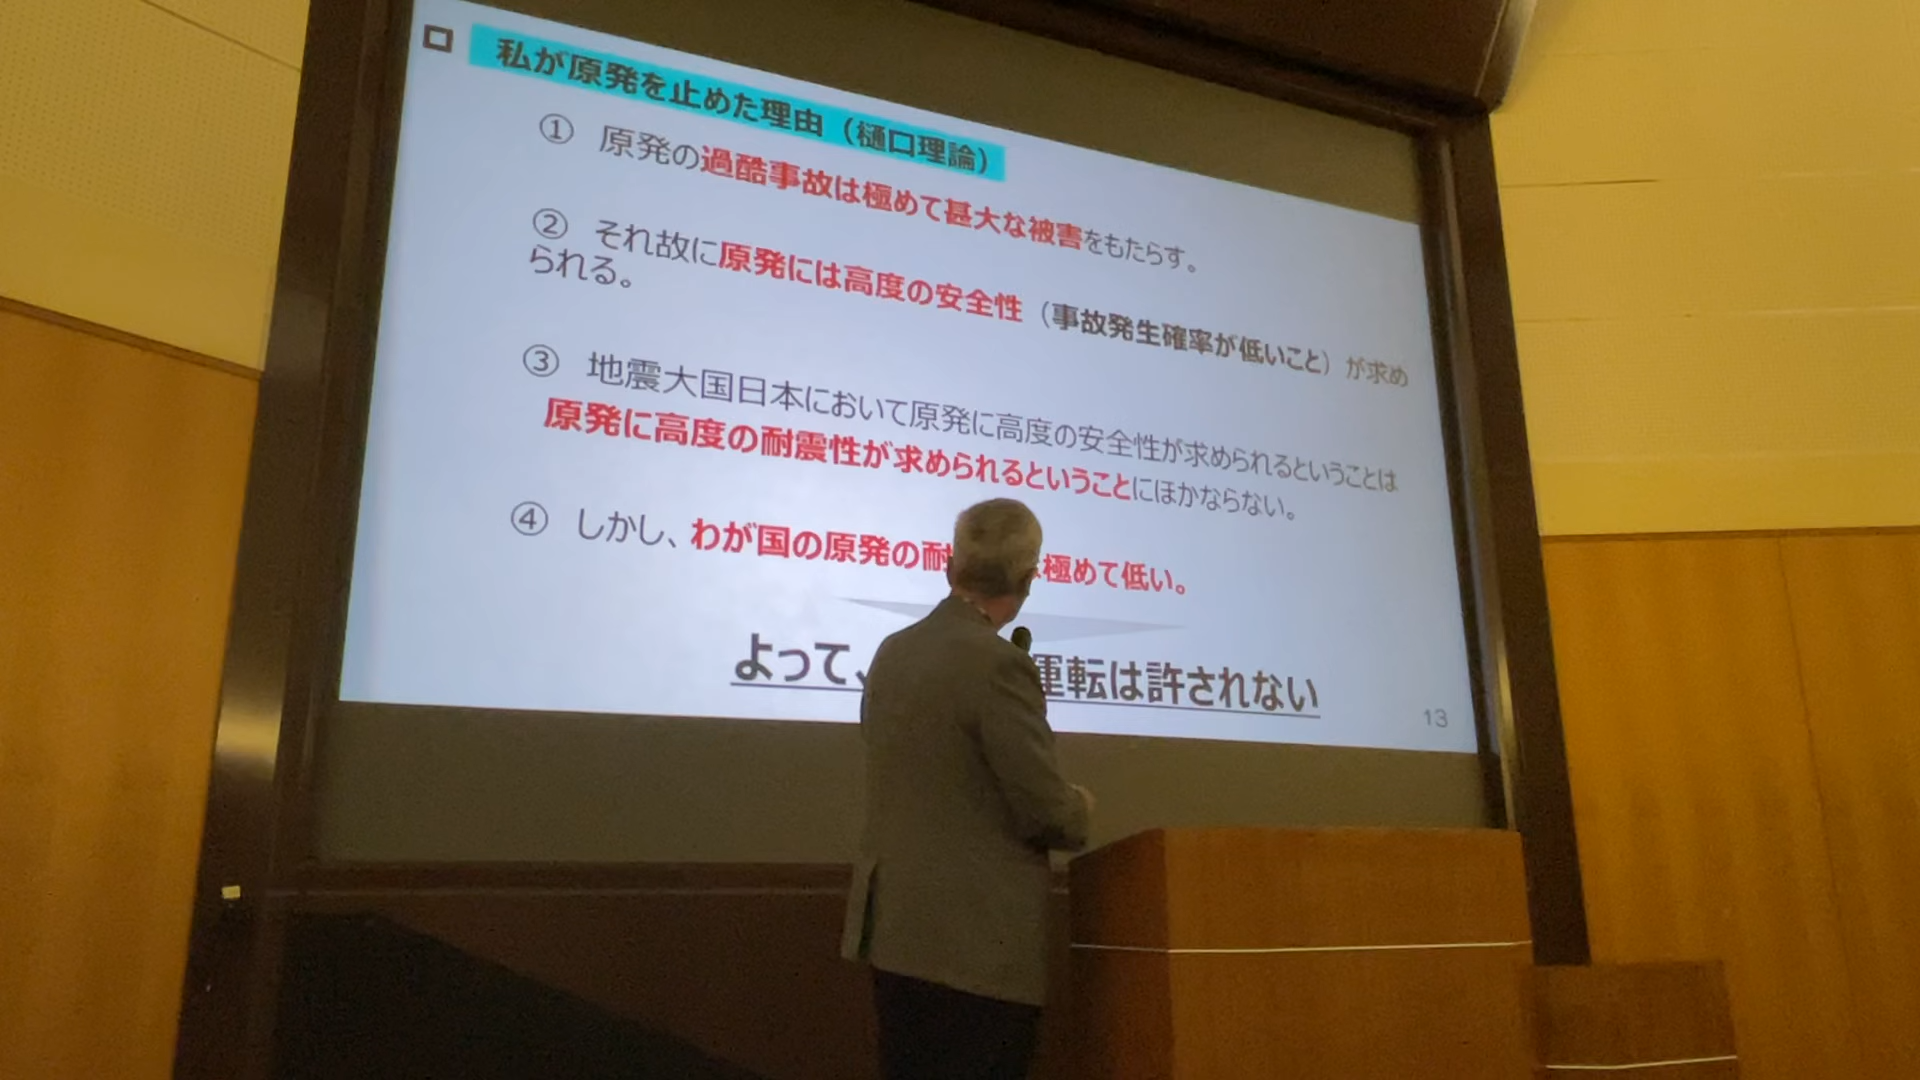 私が原発を止めた理由（樋口理論）
① 原発の過酷事故は極めて甚大な被害をもたらす。
② それ故に原発には高度の安全性（事故発生確率が低いこと）が求め
られる。
③ 地震大国日本において原発に高度の安全性が求められるということは
原発に高度の耐震性が求められるということにほかならない。
④ しかし、わが国の原発の耐 極めて低い。
よって、 運転は許されない
13